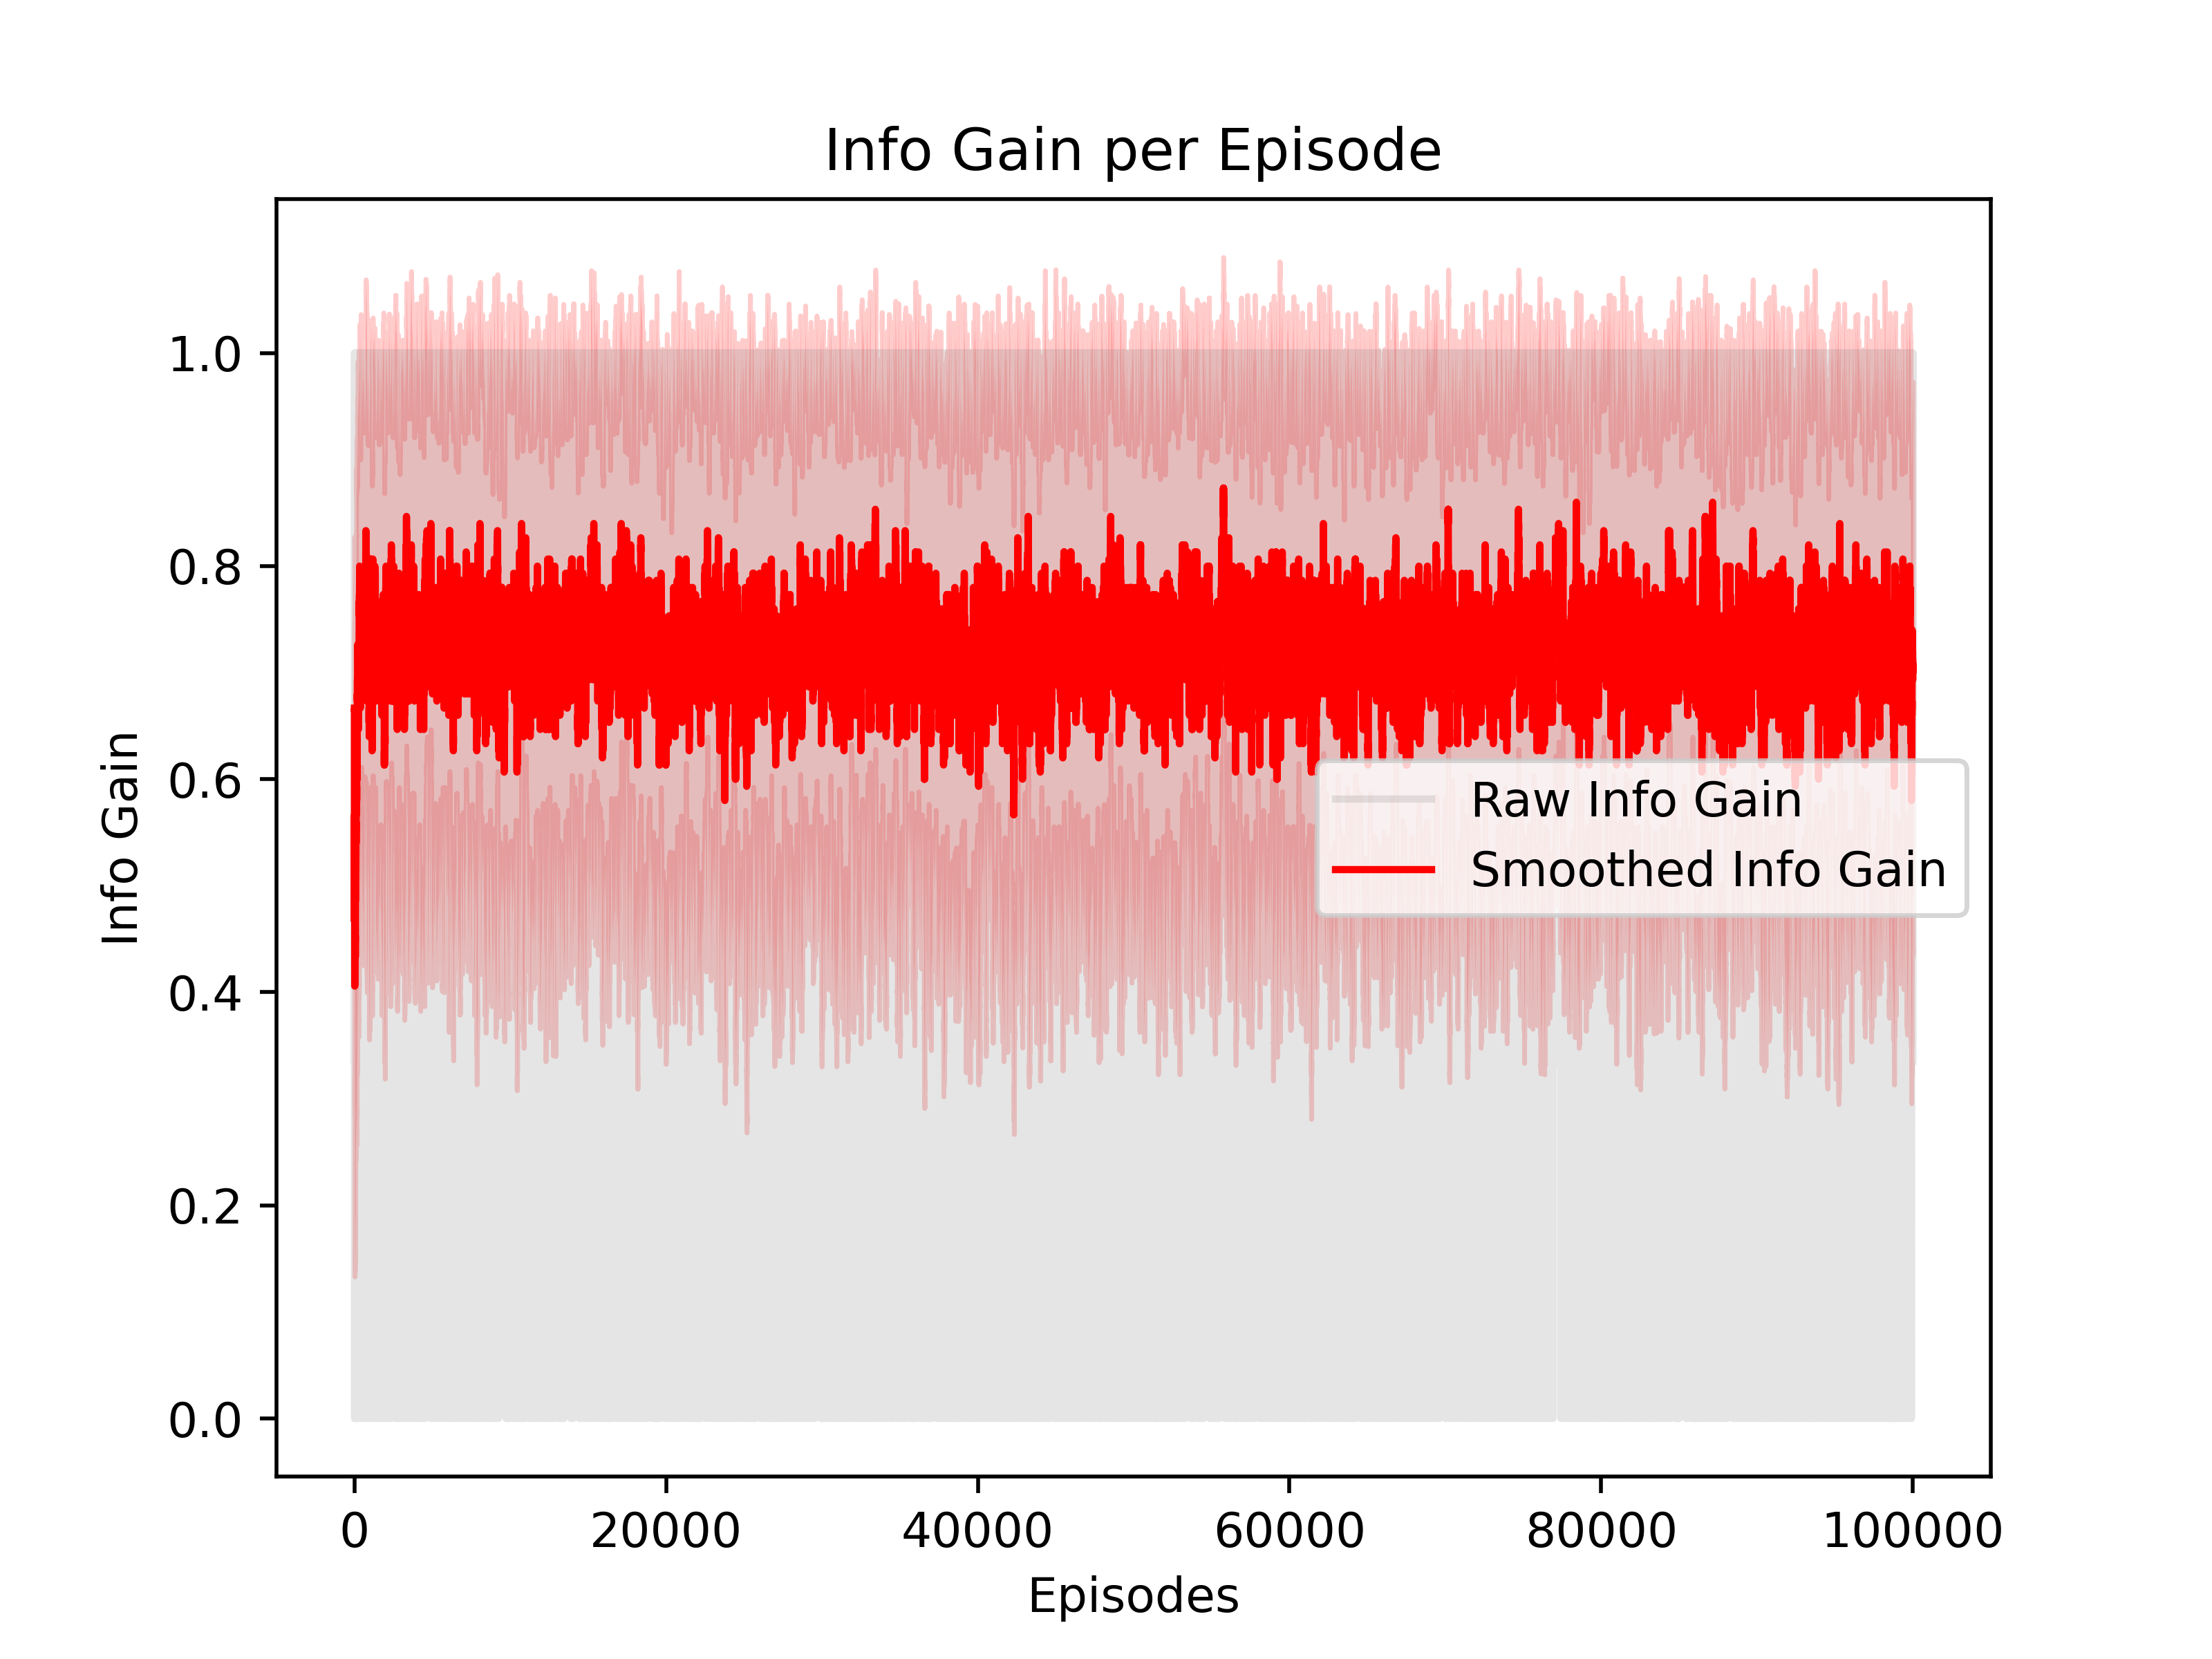 Info Gain per Episode
Info Gain
1.0
0.8
0.6
0.4
0.2
0.0
Raw Info Gain
Smoothed Info Gain
0 20000 40000 60000 80000 100000
Episodes